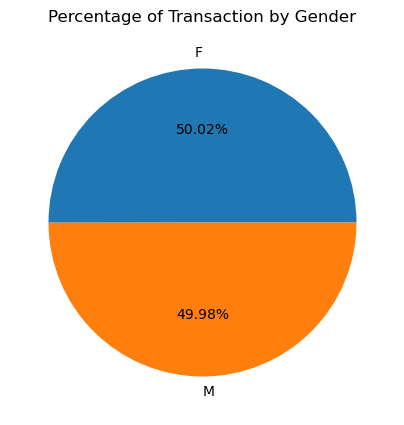 Percentage of Transaction by Gender
F
50.02%
49.98%
M